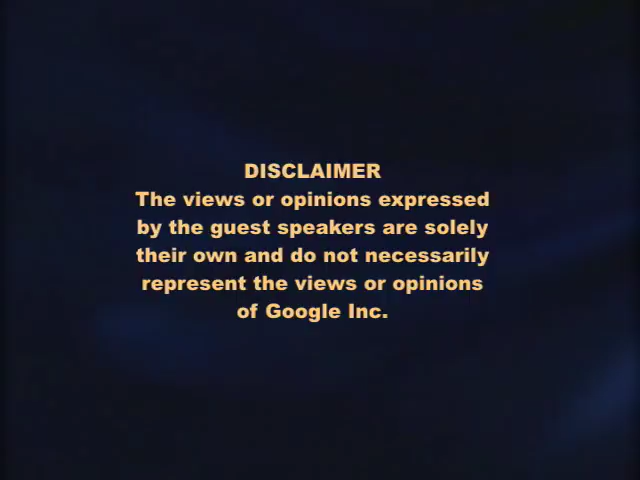 DISCLAIMER
The views or opinions expressed
by the guest speakers are solely
their own and do not necessarily
represent the views or opinions
of Google Inc.